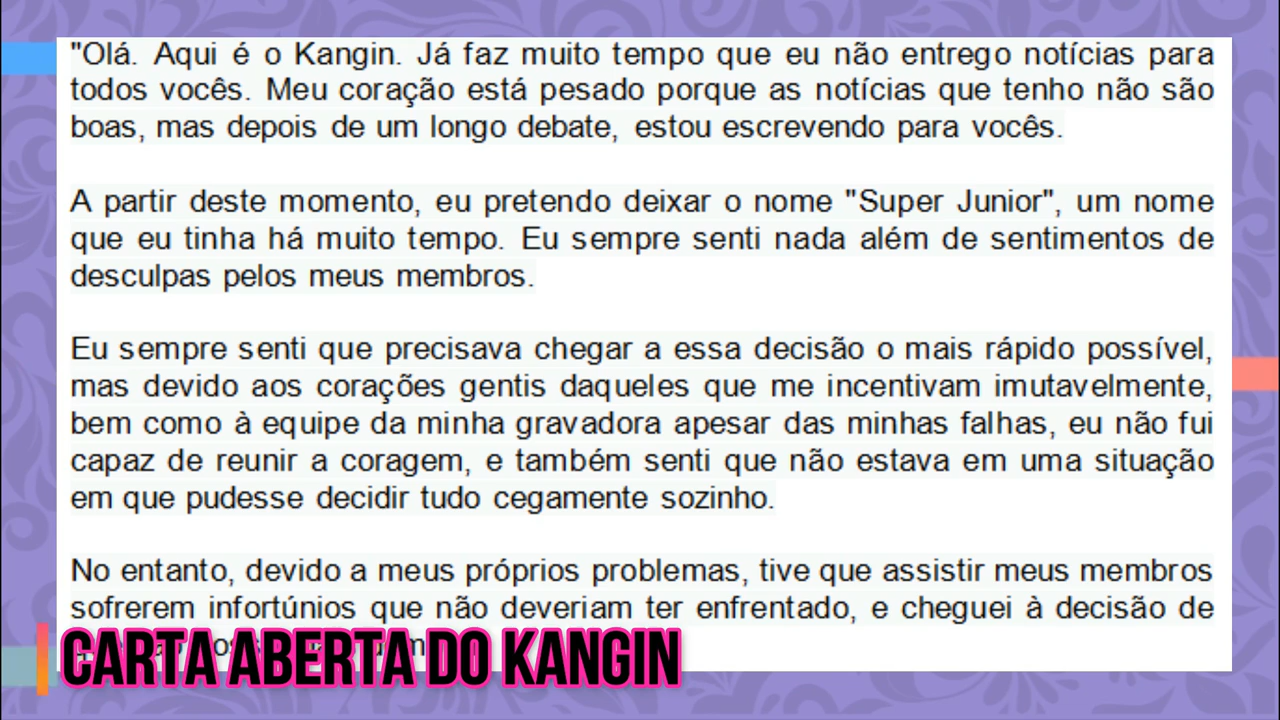 "Olá. Aqui é o Kangin. Já faz muito tempo que eu não entrego notícias para
todos vocês. Meu coração está pesado porque as notícias que tenho não são
boas, mas depois de um longo debate, estou escrevendo para vocês.
A partir deste momento, eu pretendo deixar o nome "Super Junior", um nome
que eu tinha há muito tempo. Eu sempre senti nada além de sentimentos de
desculpas pelos meus membros.
Eu sempre senti que precisava chegar a essa decisão o mais rápido possível,
mas devido aos corações gentis daqueles que me incentivam imutavelmente,
bem como à equipe da minha gravadora apesar das minhas falhas, eu não fui
capaz de reunir a coragem, e também senti que não estava em uma situação
em que pudesse decidir tudo cegamente sozinho.
No entanto, devido a meus próprios problemas, tive que assistir meus membros
sofrerem infortúnios que não deveriam ter enfrentado, e cheguei à decisão de
CARTA ABERTA DO KANGIN